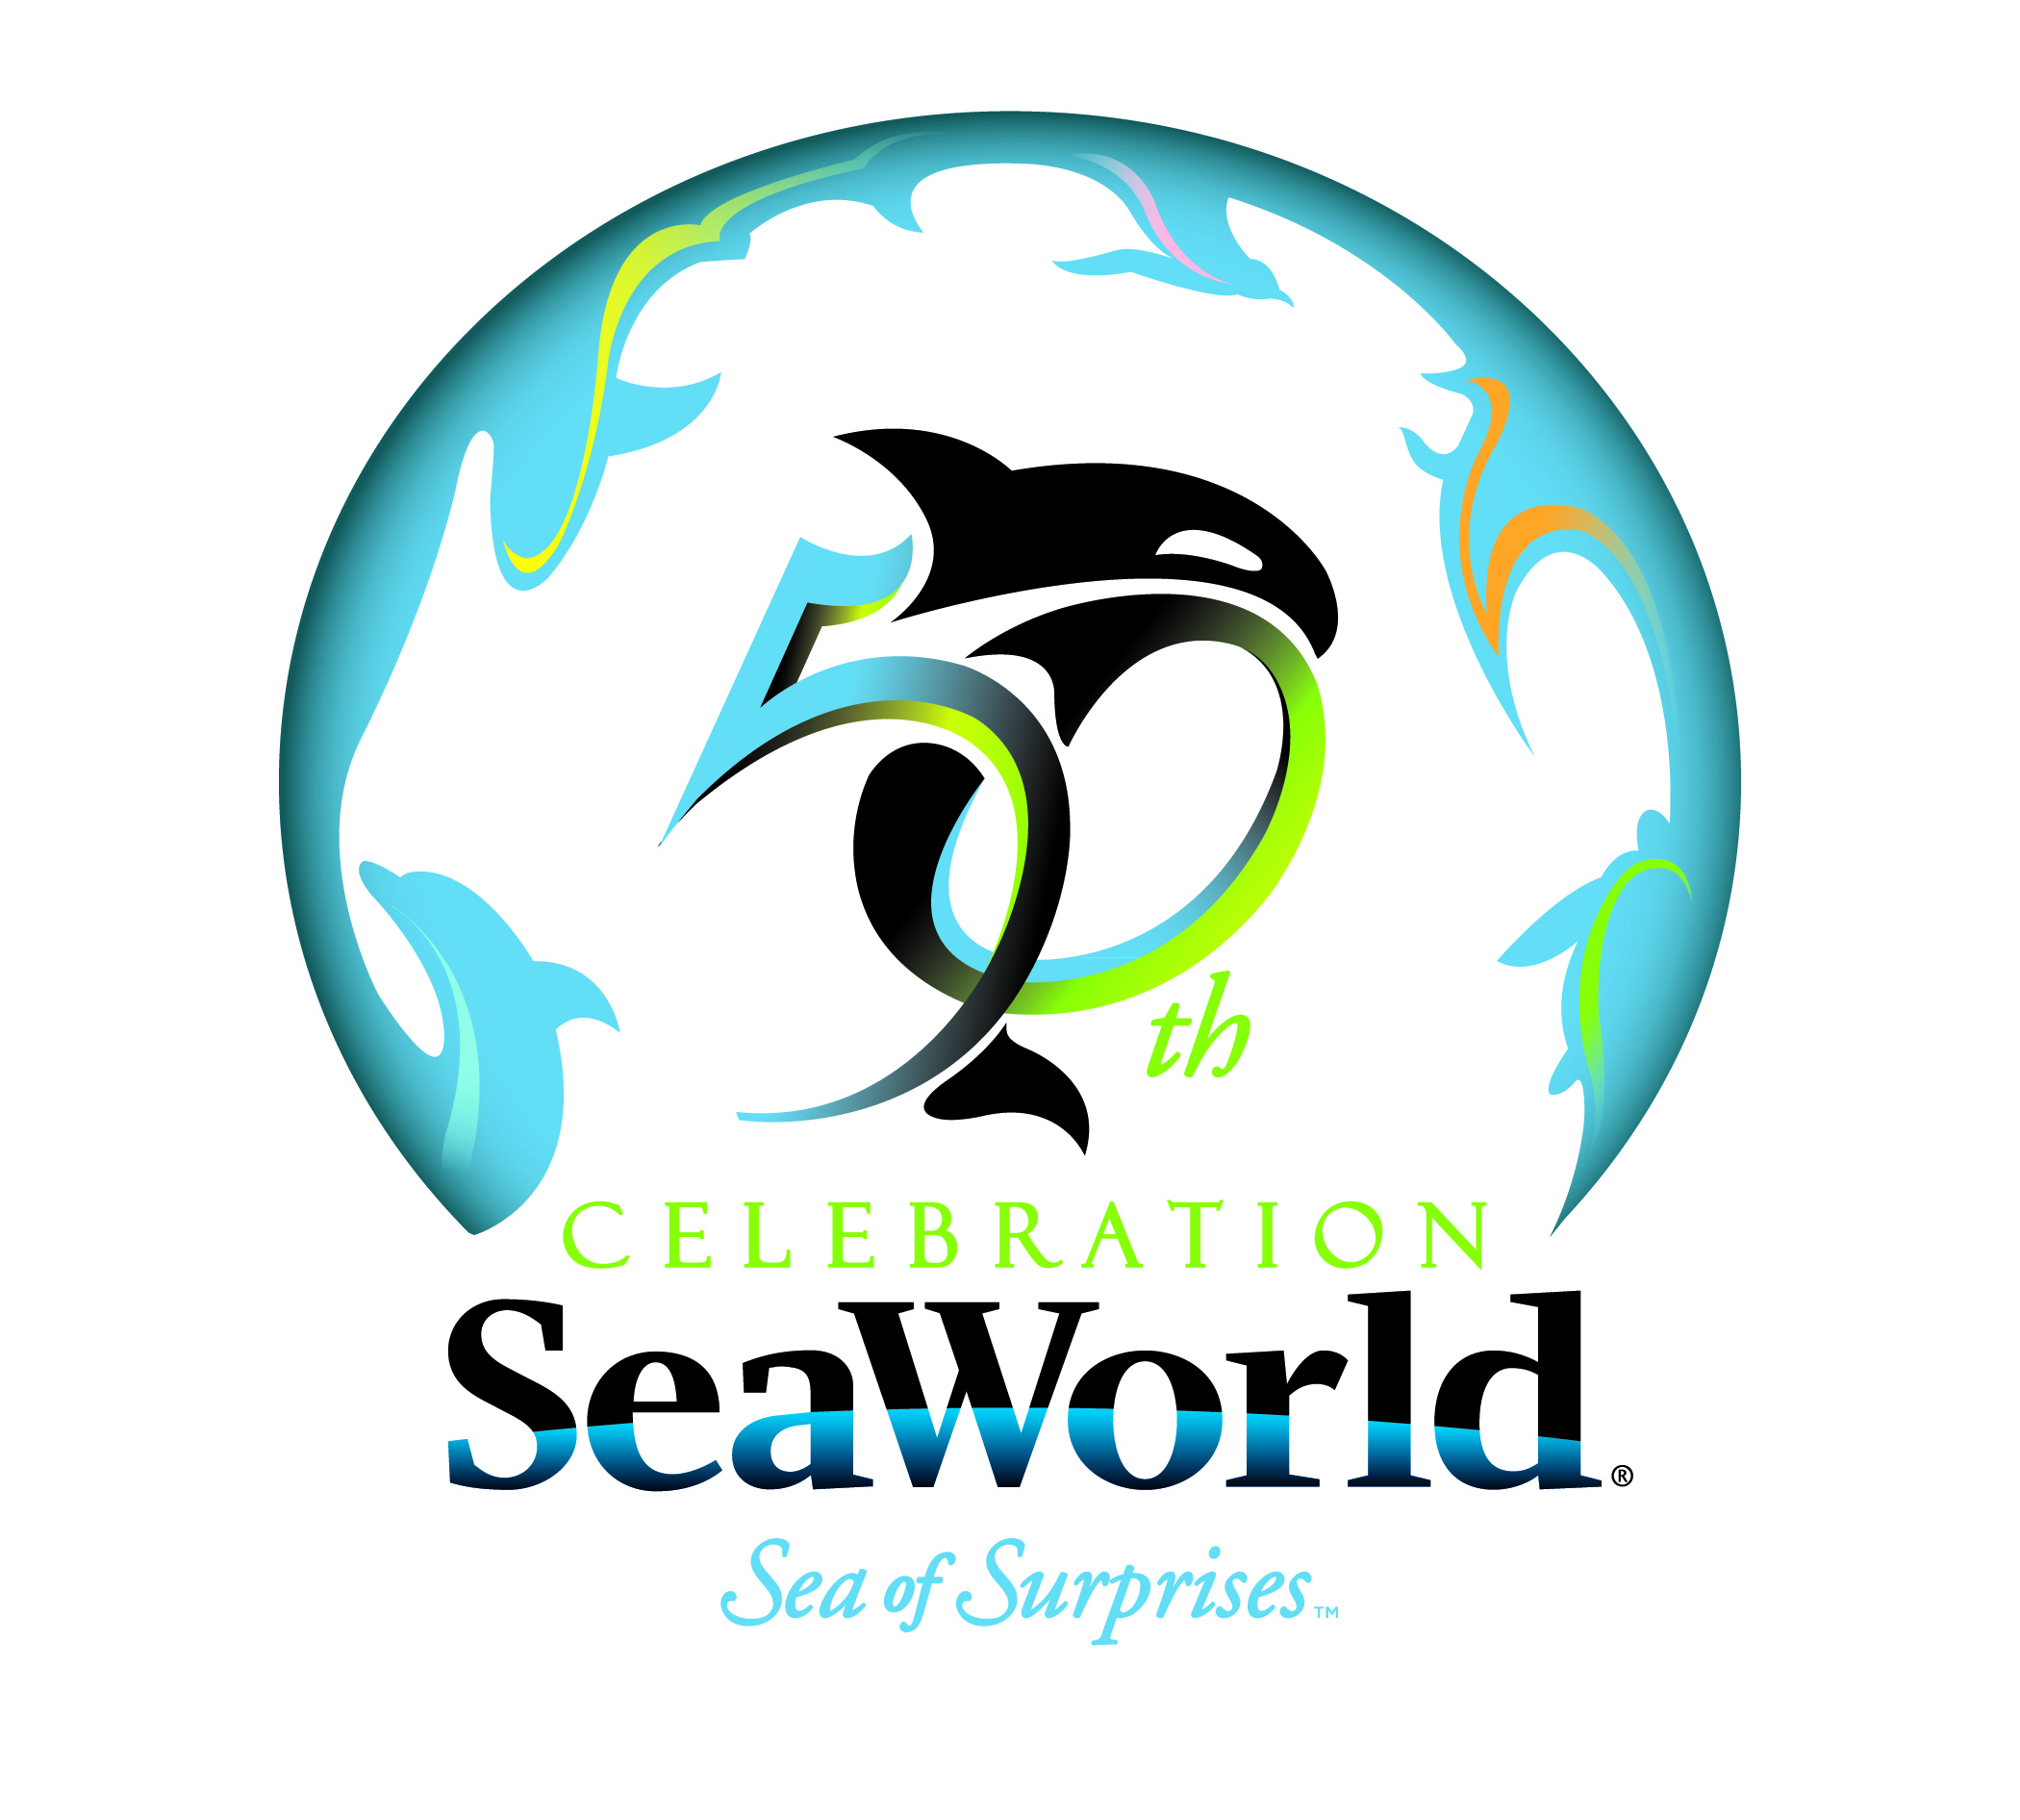 50th
CELEBRATION
SeaWorld®
Sea of Surprises™